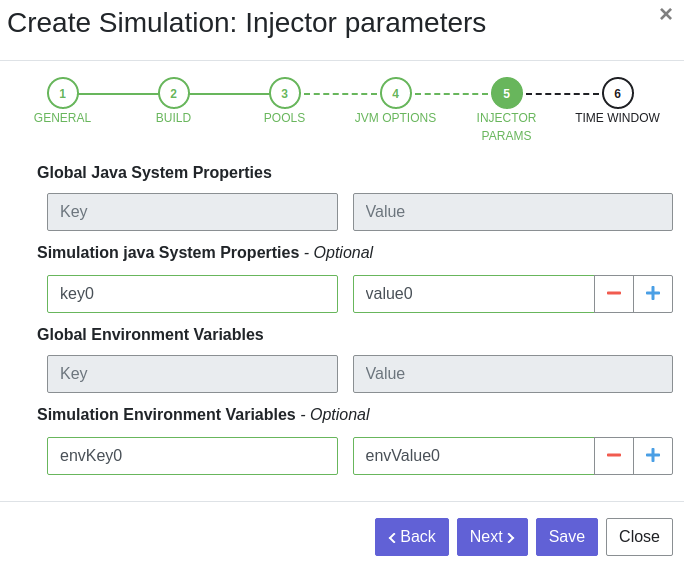 Create Simulation: Injector parameters
×
1 2 3 4 5 6
GENERAL BUILD POOLS JVM OPTIONS INJECTOR PARAMS TIME WINDOW
Global Java System Properties
Key Value
Simulation java System Properties - Optional
key0 value0 − +
Global Environment Variables
Key Value
Simulation Environment Variables - Optional
envKey0 envValue0 − +
Back Next Save Close